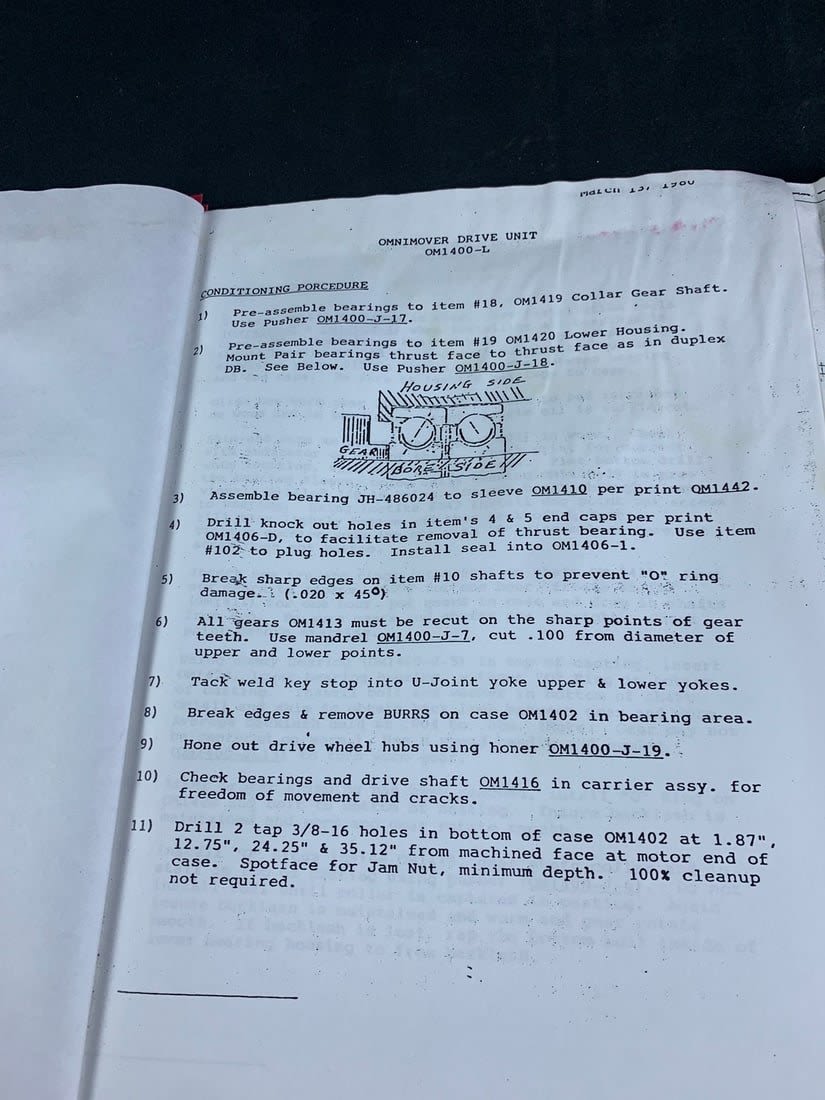 OMNIMOVER DRIVE UNIT
OM1400-L
CONDITIONING PORCEDURE
1) Pre-assemble bearings to item #18, OM1419 Collar Gear Shaft.
Use Pusher OM1400-J-17.
2) Pre-assemble bearings to item #19 OM1420 Lower Housing.
Mount Pair bearings thrust face to thrust face as in duplex
DB. See Below. Use Pusher OM1400-J-18.
HOUSING SIDE
GEAR
BORE SIDE
3) Assemble bearing JH-486024 to sleeve OM1410 per print OM1442.
4) Drill knock out holes in item's 4 & 5 end caps per print
OM1406-D, to facilitate removal of thrust bearing. Use item
#102 to plug holes. Install seal into OM1406-1.
5) Break sharp edges on item #10 shafts to prevent "O" ring
damage. (.020 x 45º)
6) All gears OM1413 must be recut on the sharp points of gear
teeth. Use mandrel OM1400-J-7, cut .100 from diameter of
upper and lower points.
7) Tack weld key stop into U-Joint yoke upper & lower yokes.
8) Break edges & remove BURRS on case OM1402 in bearing area.
9) Hone out drive wheel hubs using honer OM1400-J-19.
10) Check bearings and drive shaft OM1416 in carrier assy. for
freedom of movement and cracks.
11) Drill 2 tap 3/8-16 holes in bottom of case OM1402 at 1.87",
12.75", 24.25" & 35.12" from machined face at motor end of
case. Spotface for Jam Nut, minimum depth. 100% cleanup
not required.